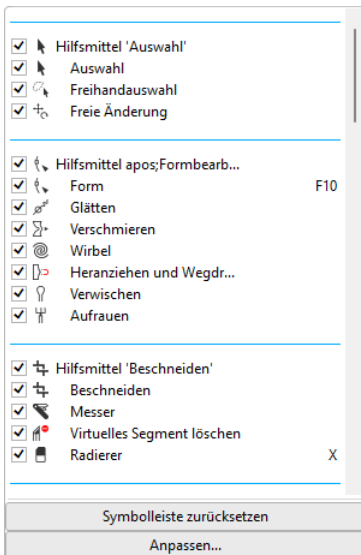 Hilfsmittel 'Auswahl'
Auswahl
Freihandauswahl
Freie Änderung
Hilfsmittel apos;Formbearb...
Form F10
Glätten
Verschmieren
Wirbel
Heranziehen und Wegdr...
Verwischen
Aufrauen
Hilfsmittel 'Beschneiden'
Beschneiden
Messer
Virtuelles Segment löschen
Radierer X
Symbolleiste zurücksetzen
Anpassen...